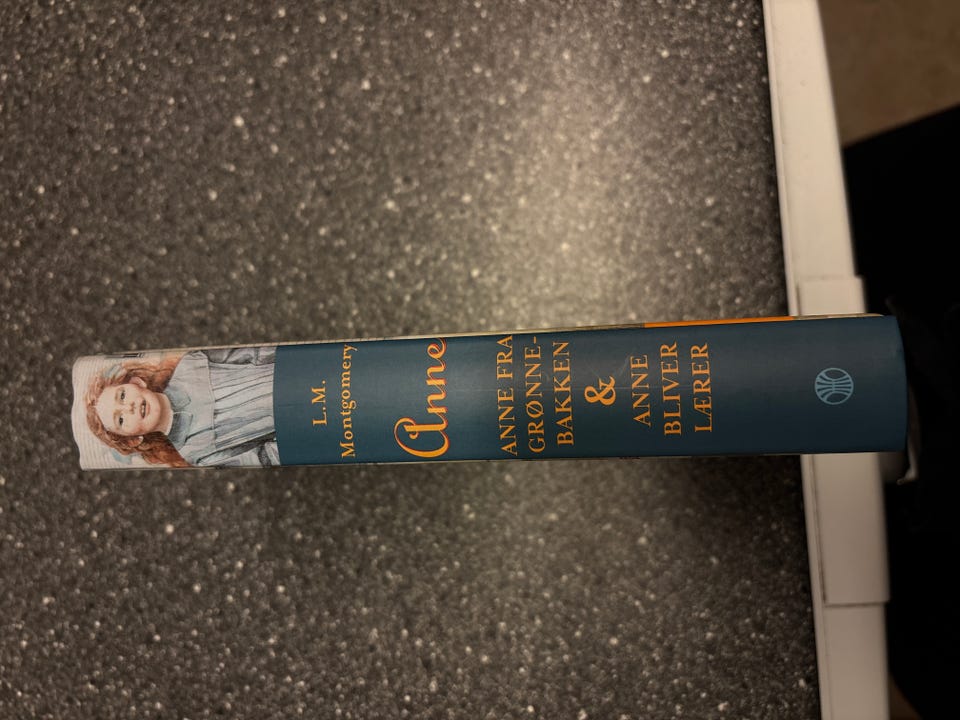 L.M.
Montgomery
Anne
ANNE FRA
GRØNNE-
BAKKEN
&
ANNE
BLIVER
LÆRER